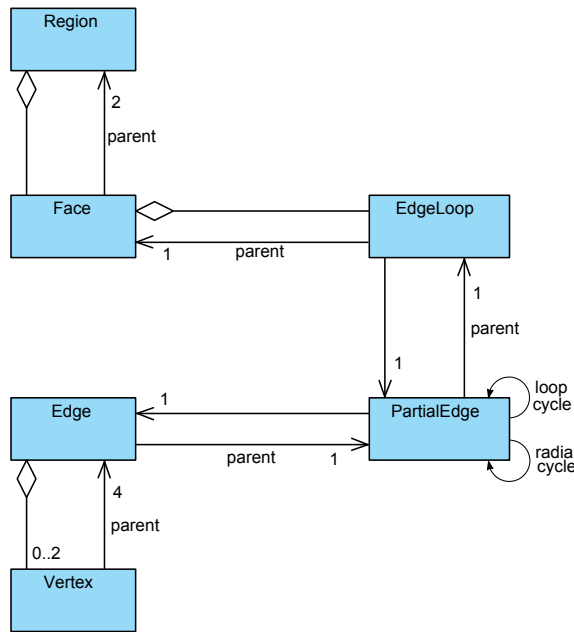 Region
2
parent
Face
EdgeLoop
1
parent
1
parent
1
Edge
1
PartialEdge
loop
cycle
parent
1
radia
cycle
4
parent
0..2
Vertex